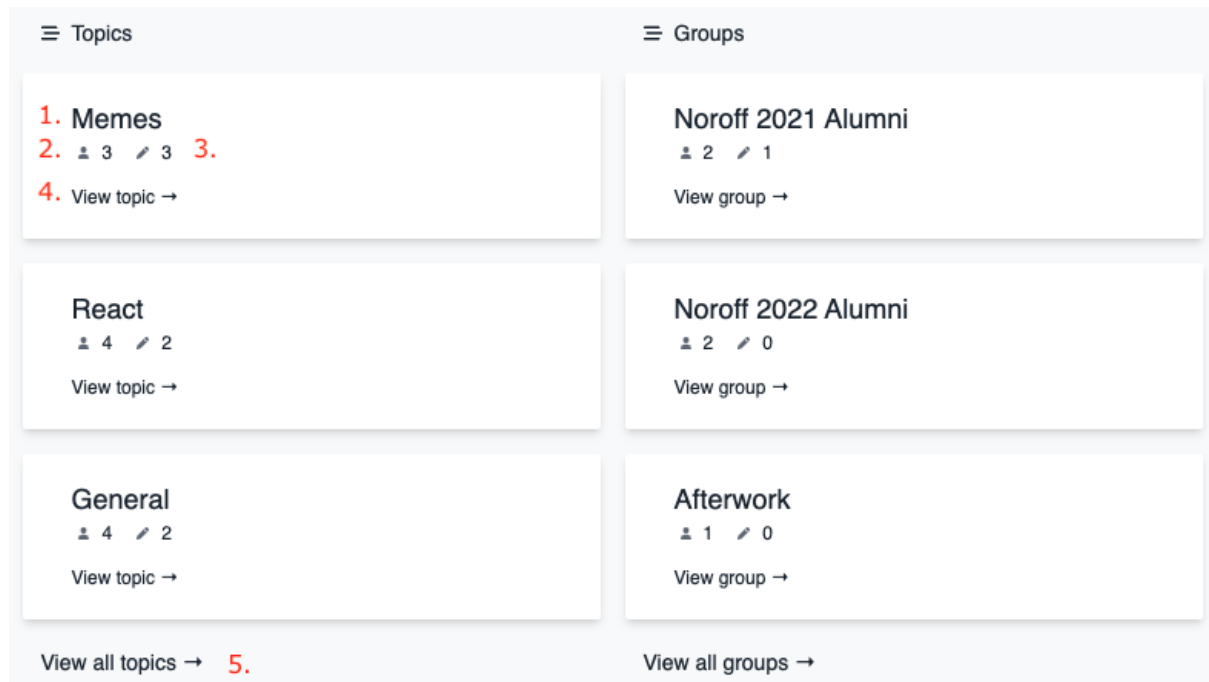 Topics
1. Memes
2. 3 3 3.
4. View topic →
React
4 2
View topic →
General
4 2
View topic →
View all topics → 5.
Groups
Noroff 2021 Alumni
2 1
View group →
Noroff 2022 Alumni
2 0
View group →
Afterwork
1 0
View group →
View all groups →